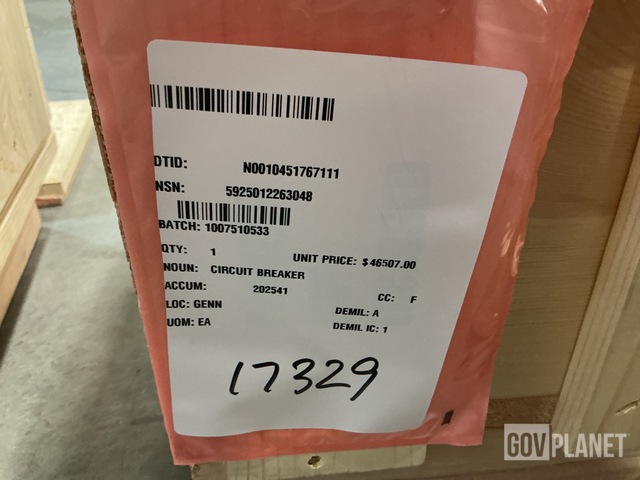 DTID: N0010451767111
NSN: 5925012263048
BATCH: 1007510533
QTY: 1 UNIT PRICE: $46507.00
NOUN: CIRCUIT BREAKER
ACCUM: 202541 CC: F
LOC: GENN DEMIL: A
UOM: EA DEMIL IC: 1
17329
GOVPLANET